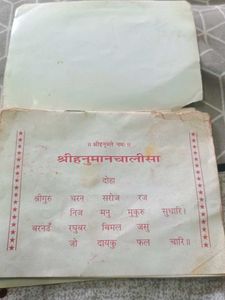 ॥ श्रीहनुमते नमः ॥
श्रीहनुमानचालीसा
दोहा
श्रीगुरु चरन सरोज रज
निज मनु मुकुरु सुधारि।
बरनउँ रघुबर बिमल जसु
जो दायकु फल चारि॥